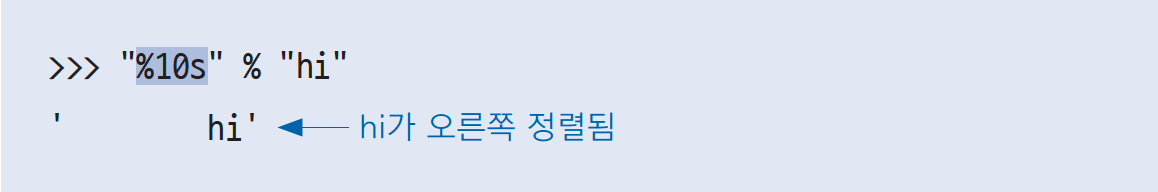 >>> "%10s" % "hi"
'        hi' hi가 오른쪽 정렬됨